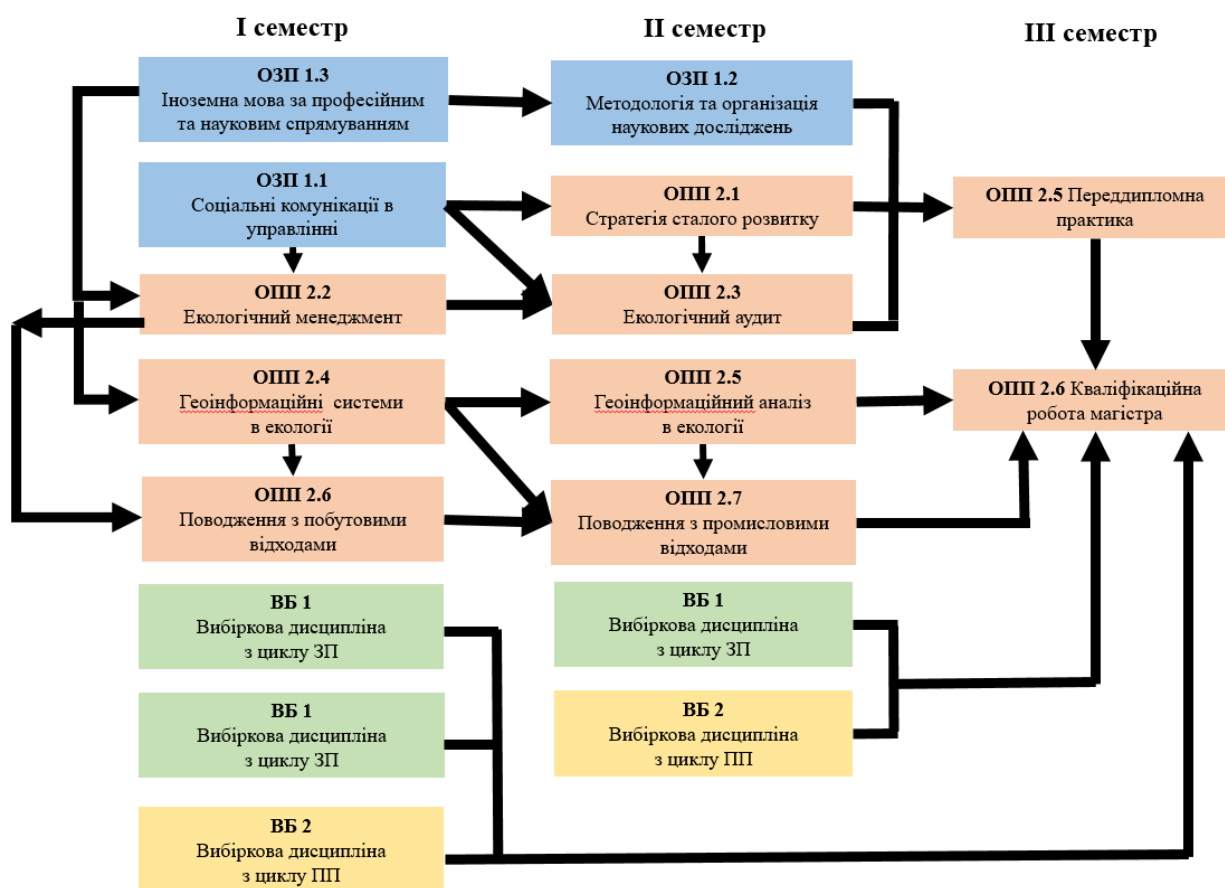 I семестр
II семестр
III семестр
ОЗП 1.3
Іноземна мова за професійним
та науковим спрямуванням
ОЗП 1.2
Методологія та організація
наукових досліджень
ОЗП 1.1
Соціальні комунікації в
управлінні
ОПП 2.1
Стратегія сталого розвитку
ОПП 2.5 Переддипломна
практика
ОПП 2.2
Екологічний менеджмент
ОПП 2.3
Екологічний аудит
ОПП 2.4
Геоінформаційні системи
в екології
ОПП 2.5
Геоінформаційний аналіз
в екології
ОПП 2.6 Кваліфікаційна
робота магістра
ОПП 2.6
Поводження з побутовими
відходами
ОПП 2.7
Поводження з промисловими
відходами
ВБ 1
Вибіркова дисципліна
з циклу ЗП
ВБ 1
Вибіркова дисципліна
з циклу ЗП
ВБ 1
Вибіркова дисципліна
з циклу ЗП
ВБ 2
Вибіркова дисципліна
з циклу ПП
ВБ 2
Вибіркова дисципліна
з циклу ПП